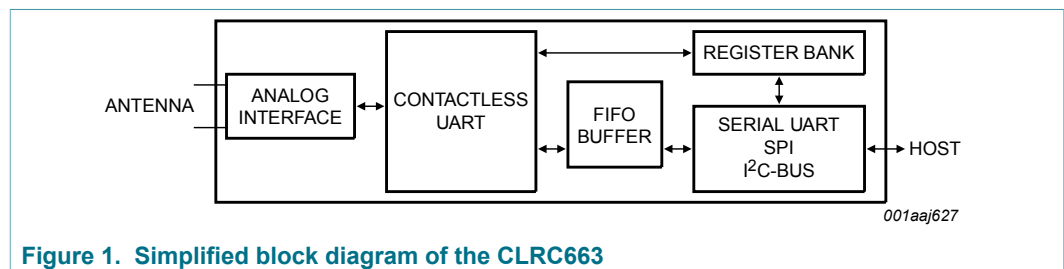 ANTENNA
ANALOG
INTERFACE
CONTACTLESS
UART
FIFO
BUFFER
REGISTER BANK
SERIAL UART
SPI
I²C-BUS
HOST
001aaj627
Figure 1. Simplified block diagram of the CLRC663